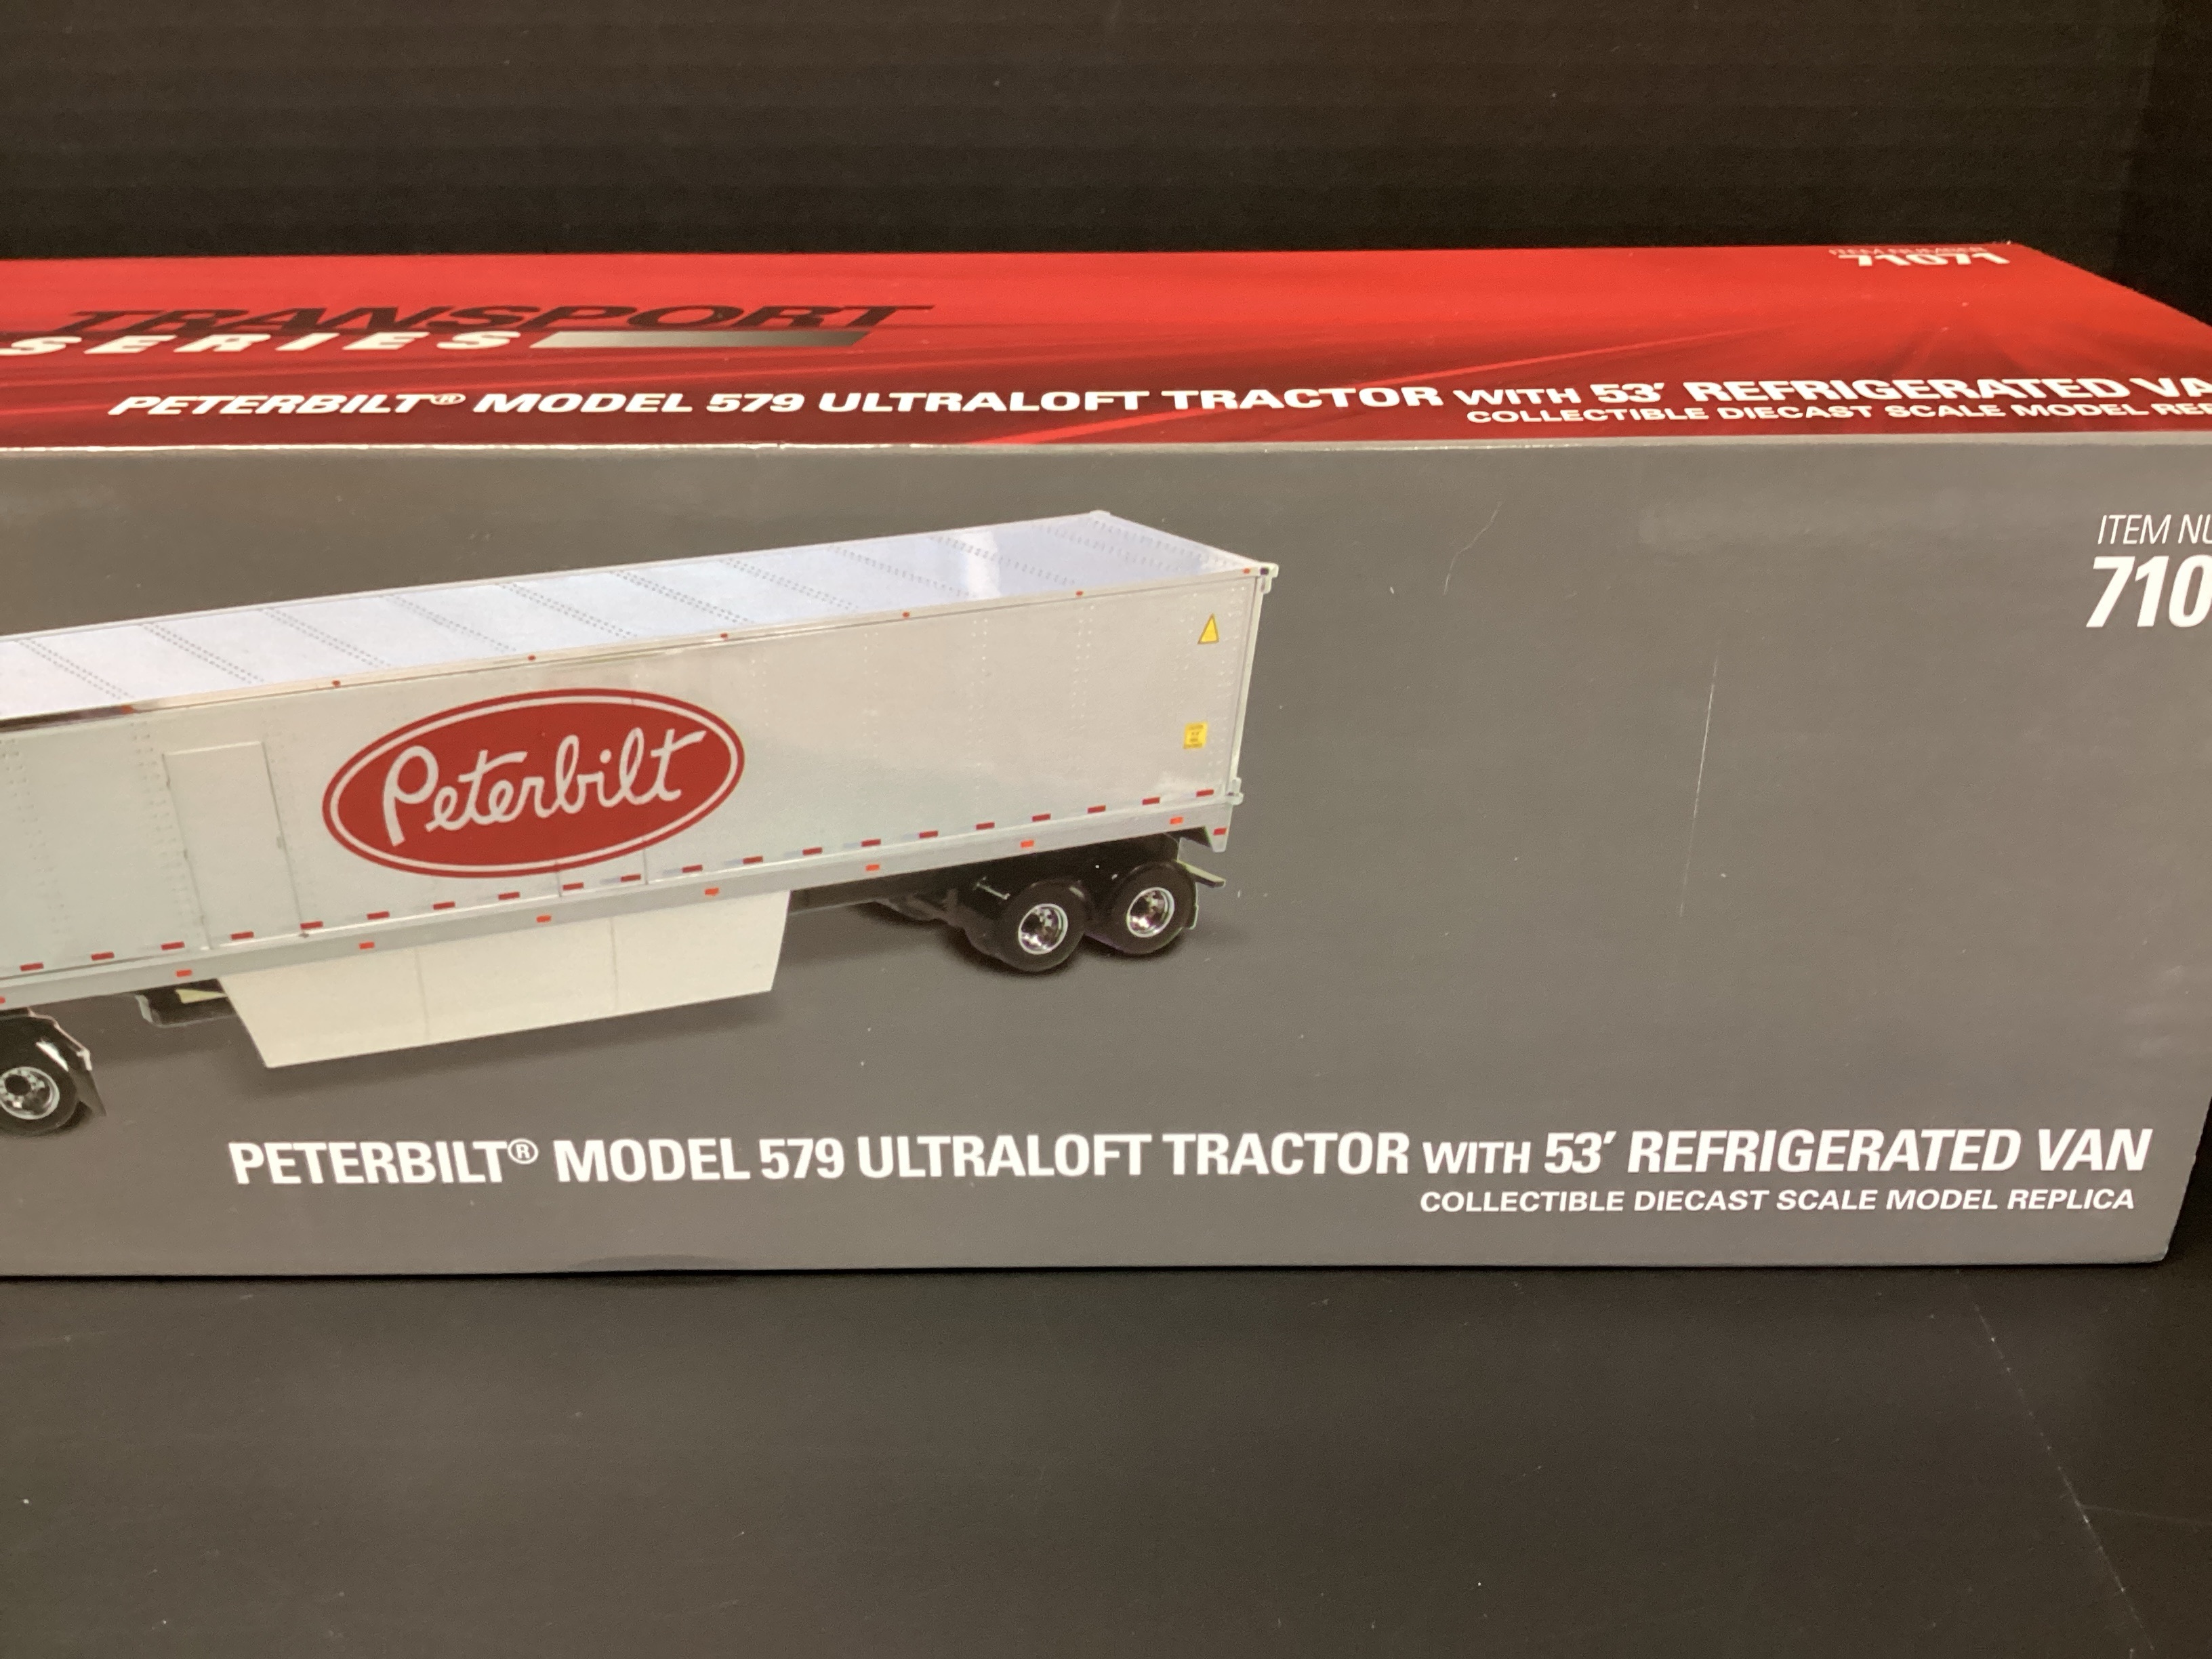 ITEM NUMBER
71071
TRANSPORT
SERIES
PETERBILT® MODEL 579 ULTRALOFT TRACTOR WITH 53' REFRIGERATED VA
COLLECTIBLE DIECAST SCALE MODEL REP
ITEM NU
710
Peterbilt
PETERBILT® MODEL 579 ULTRALOFT TRACTOR WITH 53' REFRIGERATED VAN
COLLECTIBLE DIECAST SCALE MODEL REPLICA